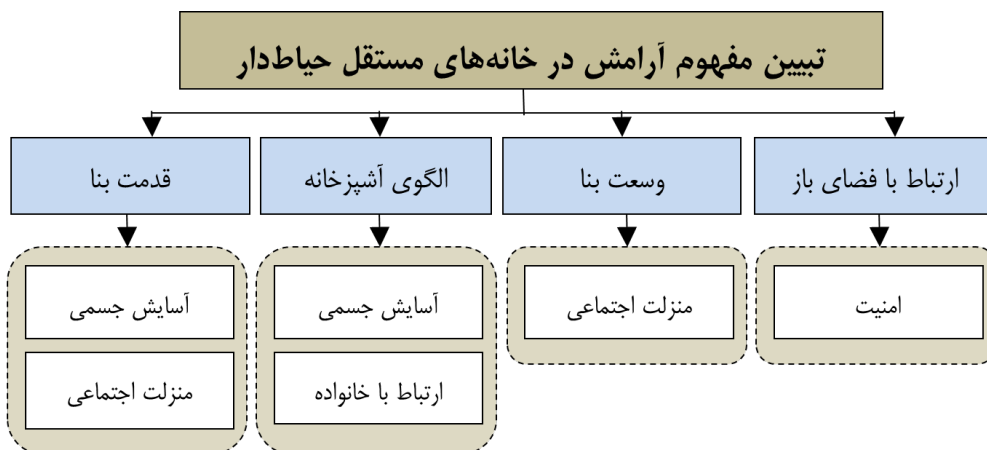 تبیین مفهوم آرامش در خانه‌های مستقل حیاط‌دار
ارتباط با فضای باز
وسعت بنا
الگوی آشپزخانه
قدمت بنا
امنیت
منزلت اجتماعی
آسایش جسمی
ارتباط با خانواده
آسایش جسمی
منزلت اجتماعی